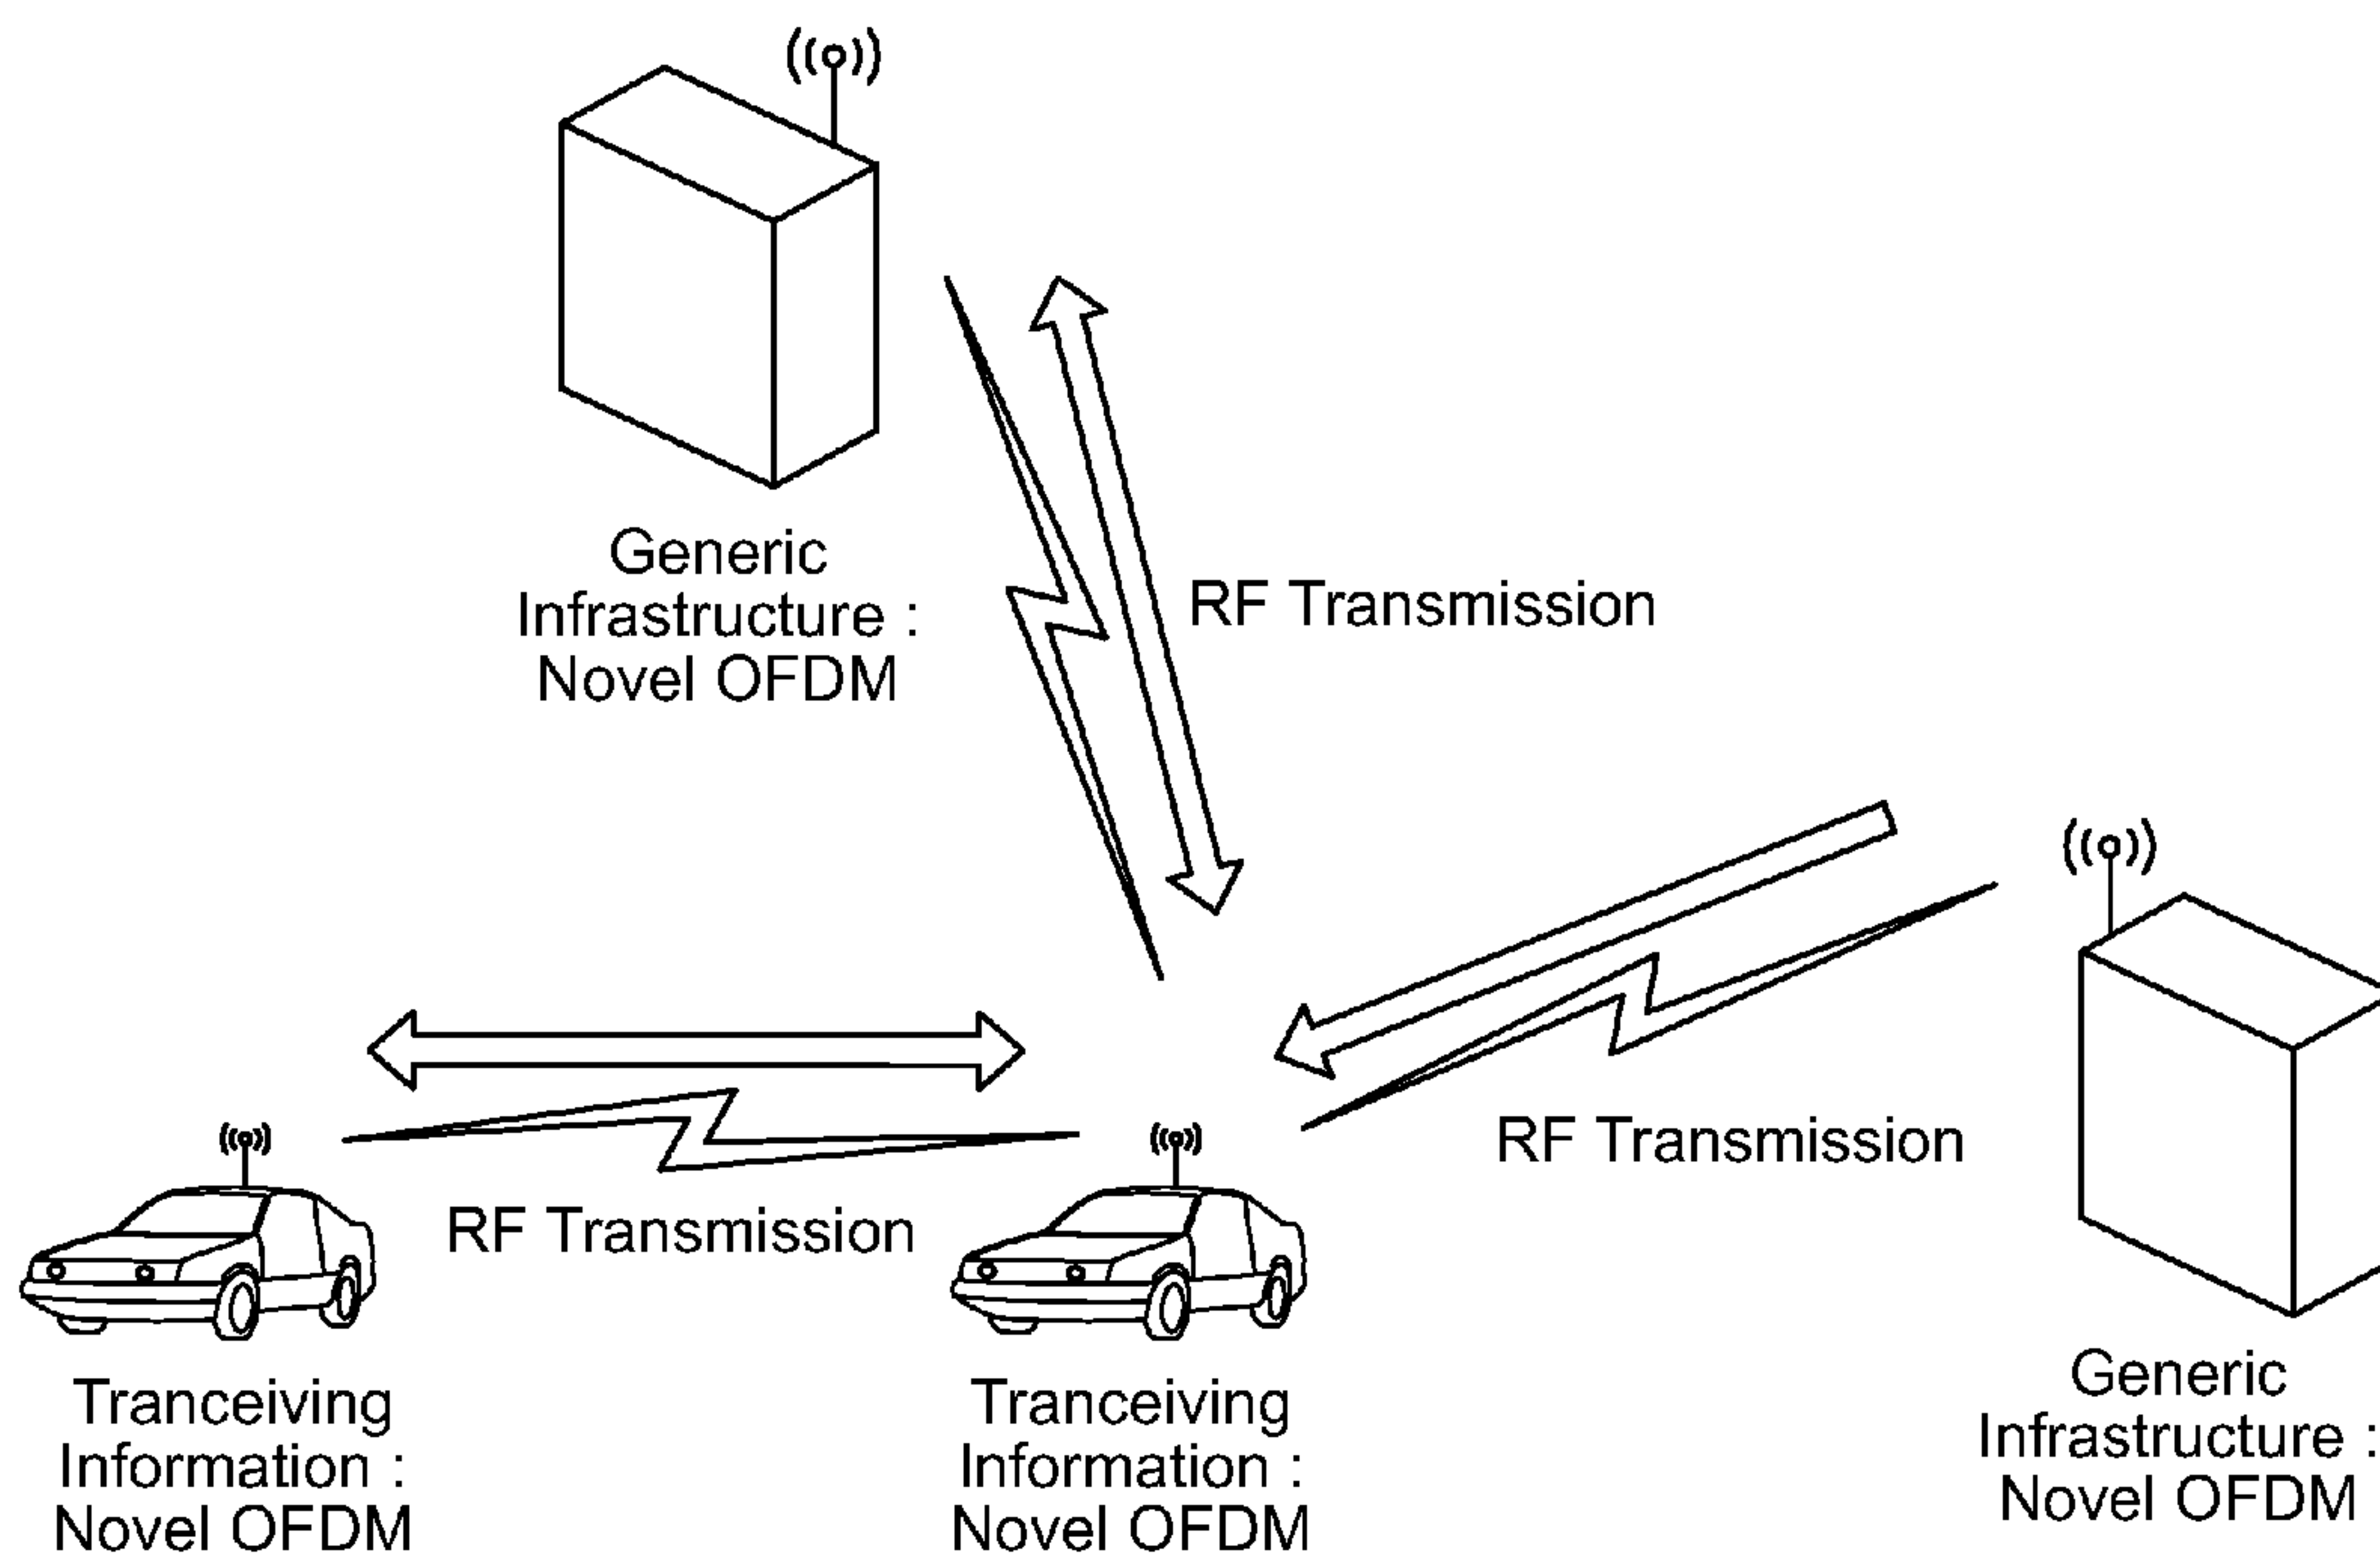 Generic
Infrastructure :
Novel OFDM
RF Transmission
RF Transmission
RF Transmission
Tranceiving
Information :
Novel OFDM
Tranceiving
Information :
Novel OFDM
Generic
Infrastructure :
Novel OFDM